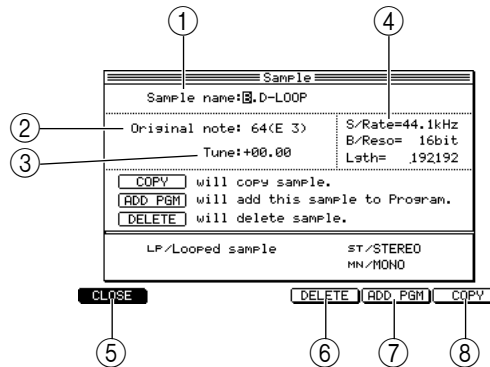 ① ④
Sample
Sample name:B.D-LOOP
② Original note: 64(E 3)
③ Tune:+00.00
S/Rate=44.1kHz
B/Reso= 16bit
Lgth= 192192
COPY will copy sample.
ADD PGM will add this sample to Program.
DELETE will delete sample.
LP/Looped sample ST/STEREO
MN/MONO
CLOSE DELETE ADD PGM COPY
⑤ ⑥ ⑦ ⑧